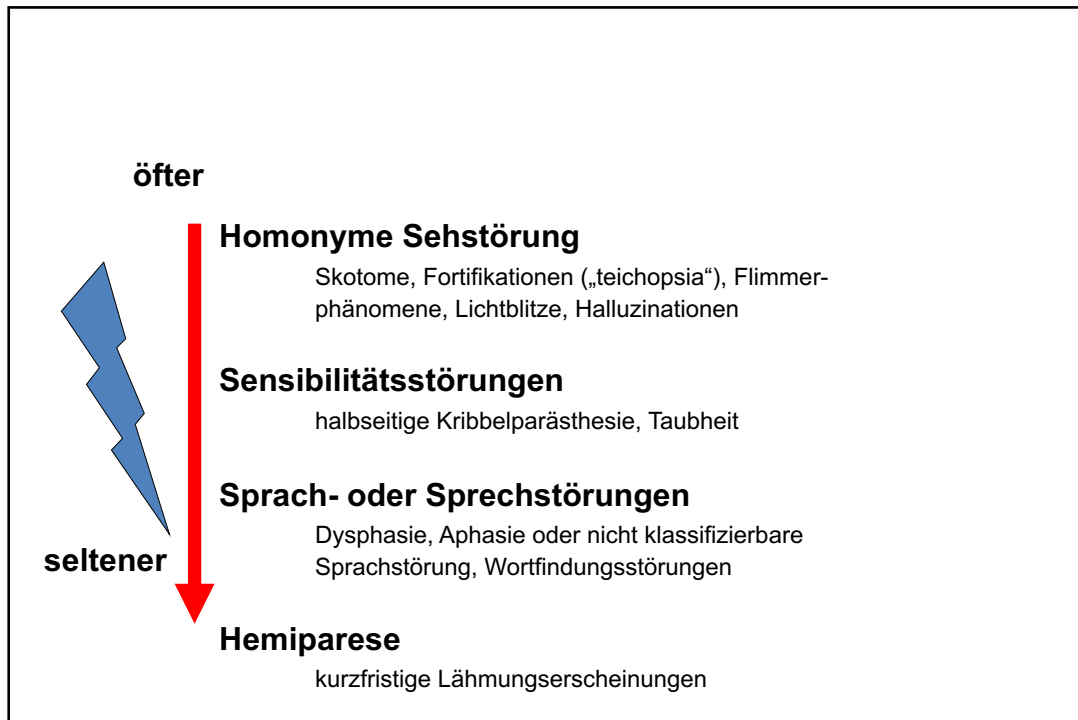 öfter
Homonyme Sehstörung
Skotome, Fortifikationen („teichopsia“), Flimmer-
phänomene, Lichtblitze, Halluzinationen
Sensibilitätsstörungen
halbseitige Kribbelparästhesie, Taubheit
Sprach- oder Sprechstörungen
Dysphasie, Aphasie oder nicht klassifizierbare
Sprachstörung, Wortfindungsstörungen
seltener
Hemiparese
kurzfristige Lähmungserscheinungen